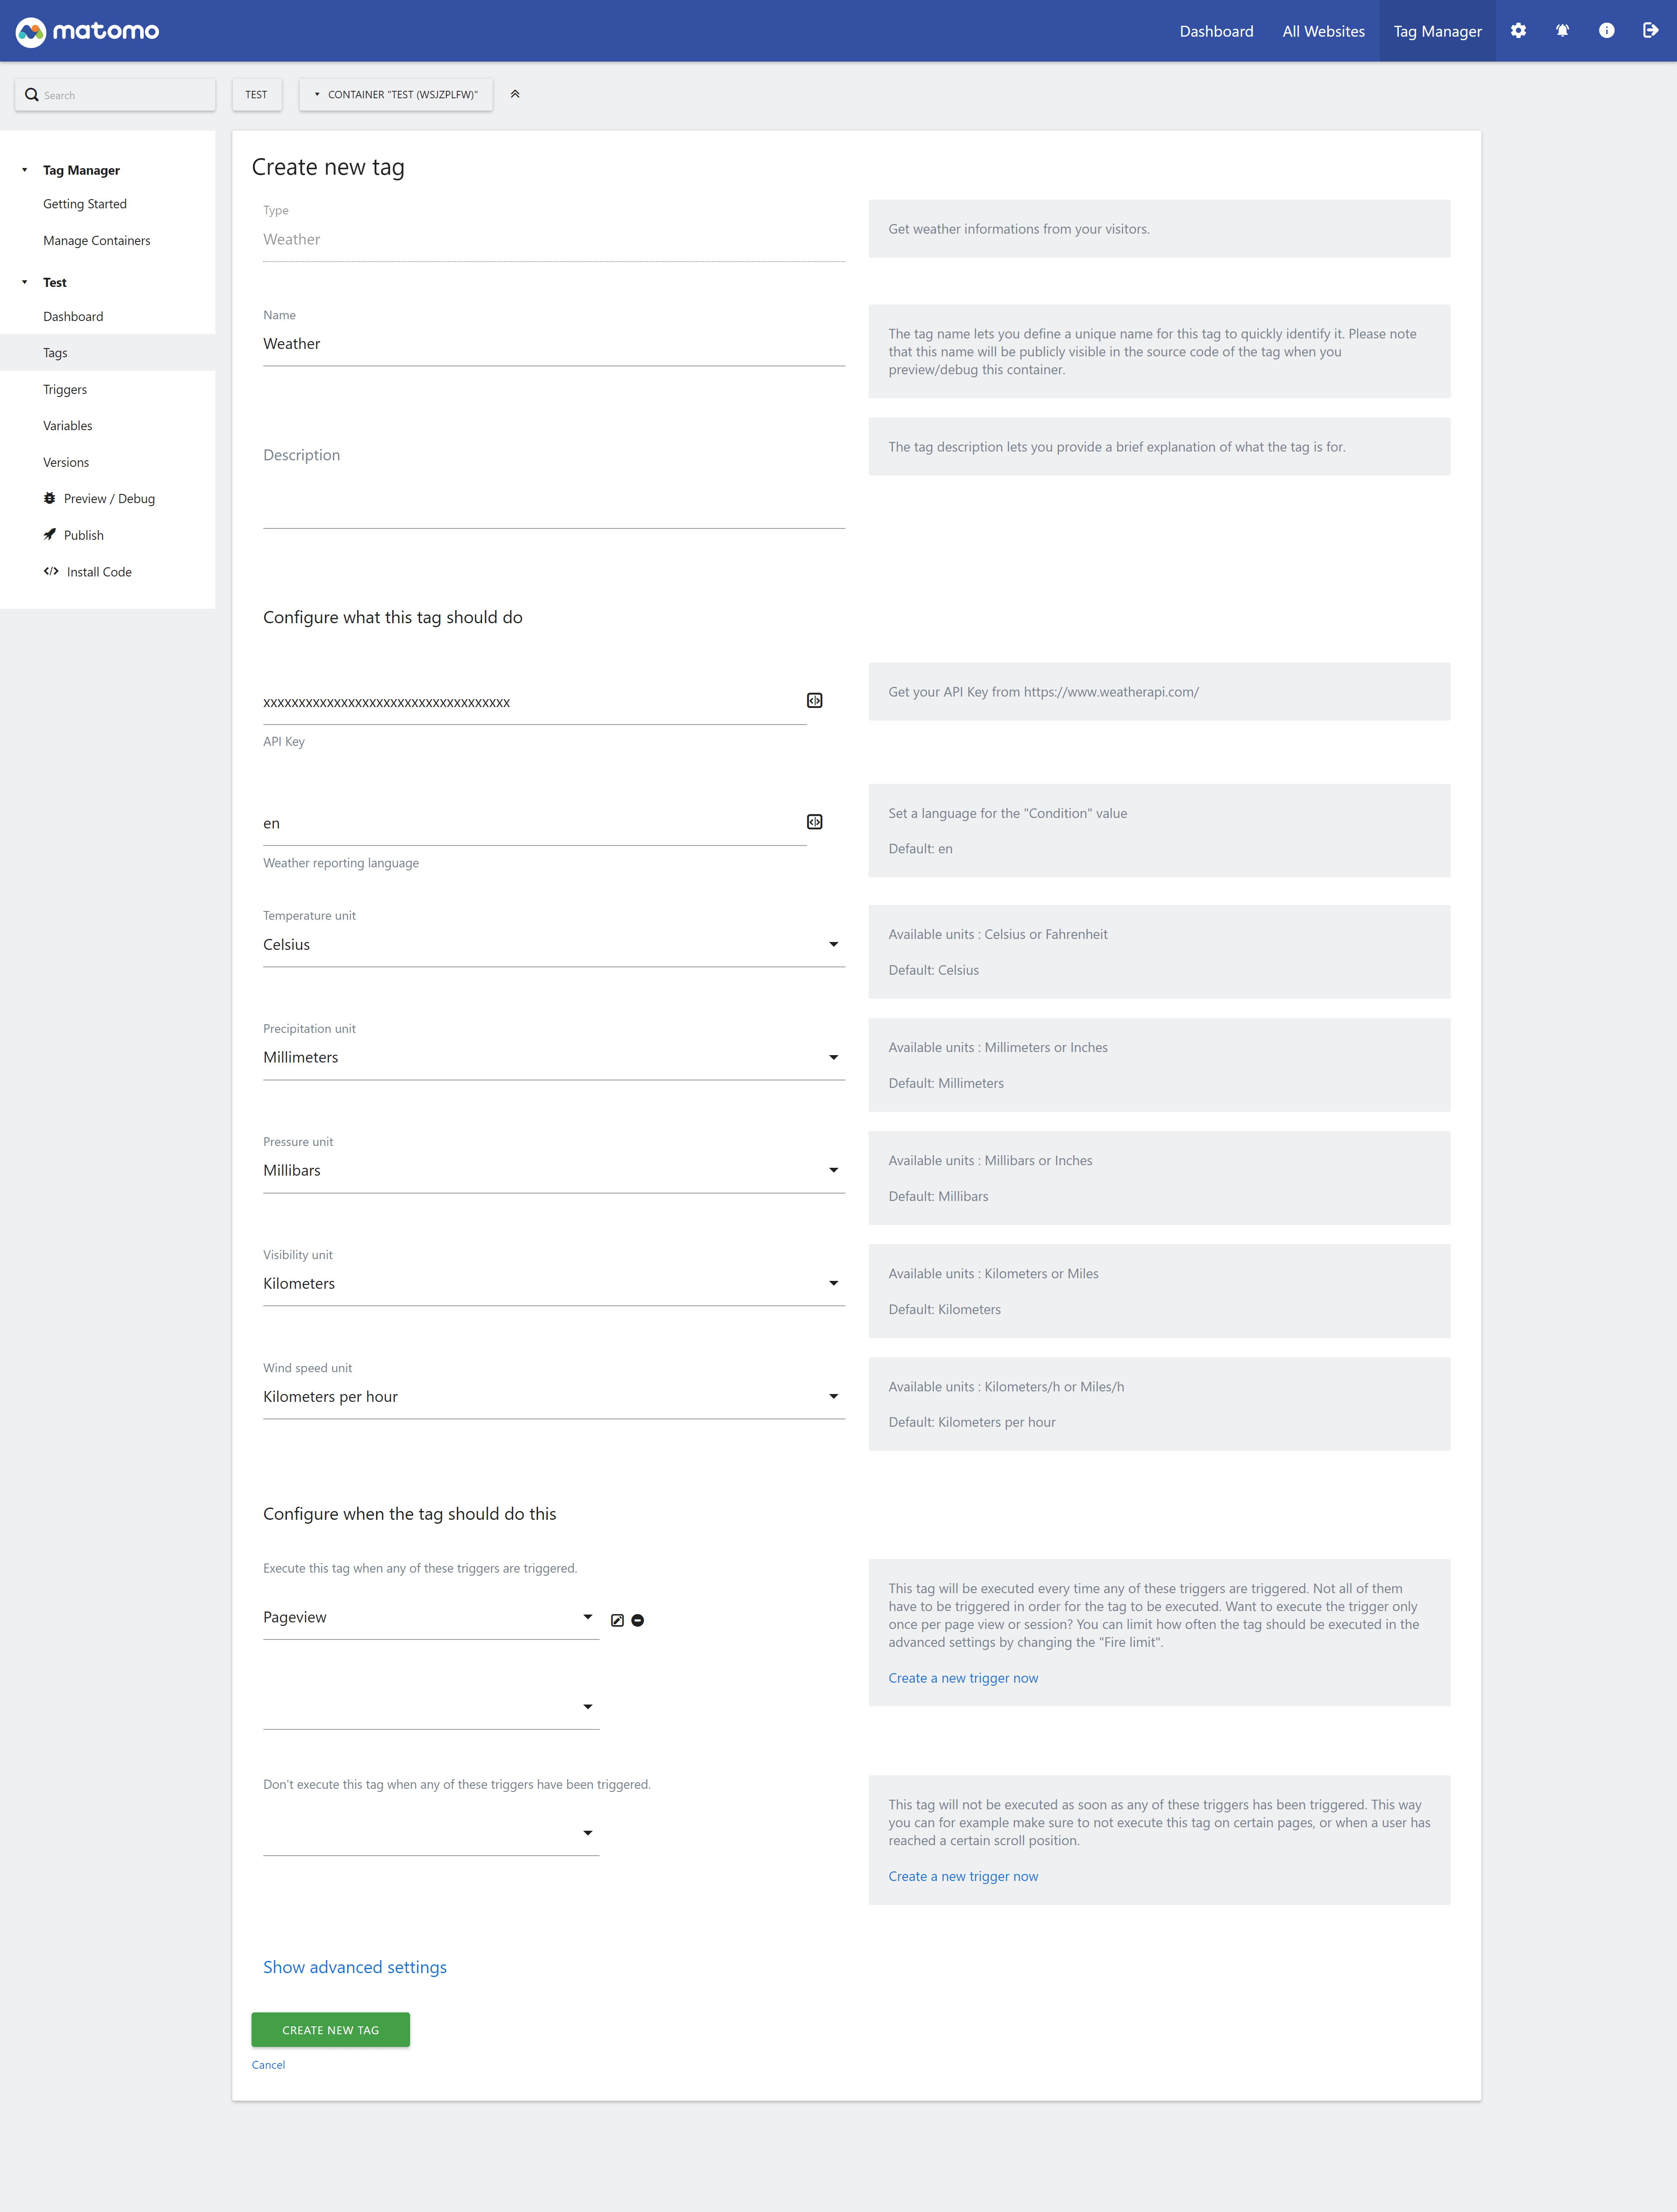 matomo
Dashboard
All Websites
Tag Manager
Search
TEST
CONTAINER "TEST (WSJZPLFW)"
Tag Manager
Getting Started
Manage Containers
Test
Dashboard
Tags
Triggers
Variables
Versions
Preview / Debug
Publish
Install Code
Create new tag
Type
Weather
Get weather informations from your visitors.
Name
Weather
The tag name lets you define a unique name for this tag to quickly identify it. Please note
that this name will be publicly visible in the source code of the tag when you
preview/debug this container.
Description
The tag description lets you provide a brief explanation of what the tag is for.
Configure what this tag should do
xxxxxxxxxxxxxxxxxxxxxxxxxxxxxxxxxxx
API Key
Get your API Key from https://www.weatherapi.com/
en
Weather reporting language
Set a language for the "Condition" value
Default: en
Temperature unit
Celsius
Available units : Celsius or Fahrenheit
Default: Celsius
Precipitation unit
Millimeters
Available units : Millimeters or Inches
Default: Millimeters
Pressure unit
Millibars
Available units : Millibars or Inches
Default: Millibars
Visibility unit
Kilometers
Available units : Kilometers or Miles
Default: Kilometers
Wind speed unit
Kilometers per hour
Available units : Kilometers/h or Miles/h
Default: Kilometers per hour
Configure when the tag should do this
Execute this tag when any of these triggers are triggered.
Pageview
This tag will be executed every time any of these triggers are triggered. Not all of them
have to be triggered in order for the tag to be executed. Want to execute the trigger only
once per page view or session? You can limit how often the tag should be executed in the
advanced settings by changing the "Fire limit".
Create a new trigger now
Don't execute this tag when any of these triggers have been triggered.
This tag will not be executed as soon as any of these triggers has been triggered. This way
you can for example make sure to not execute this tag on certain pages, or when a user has
reached a certain scroll position.
Create a new trigger now
Show advanced settings
CREATE NEW TAG
Cancel